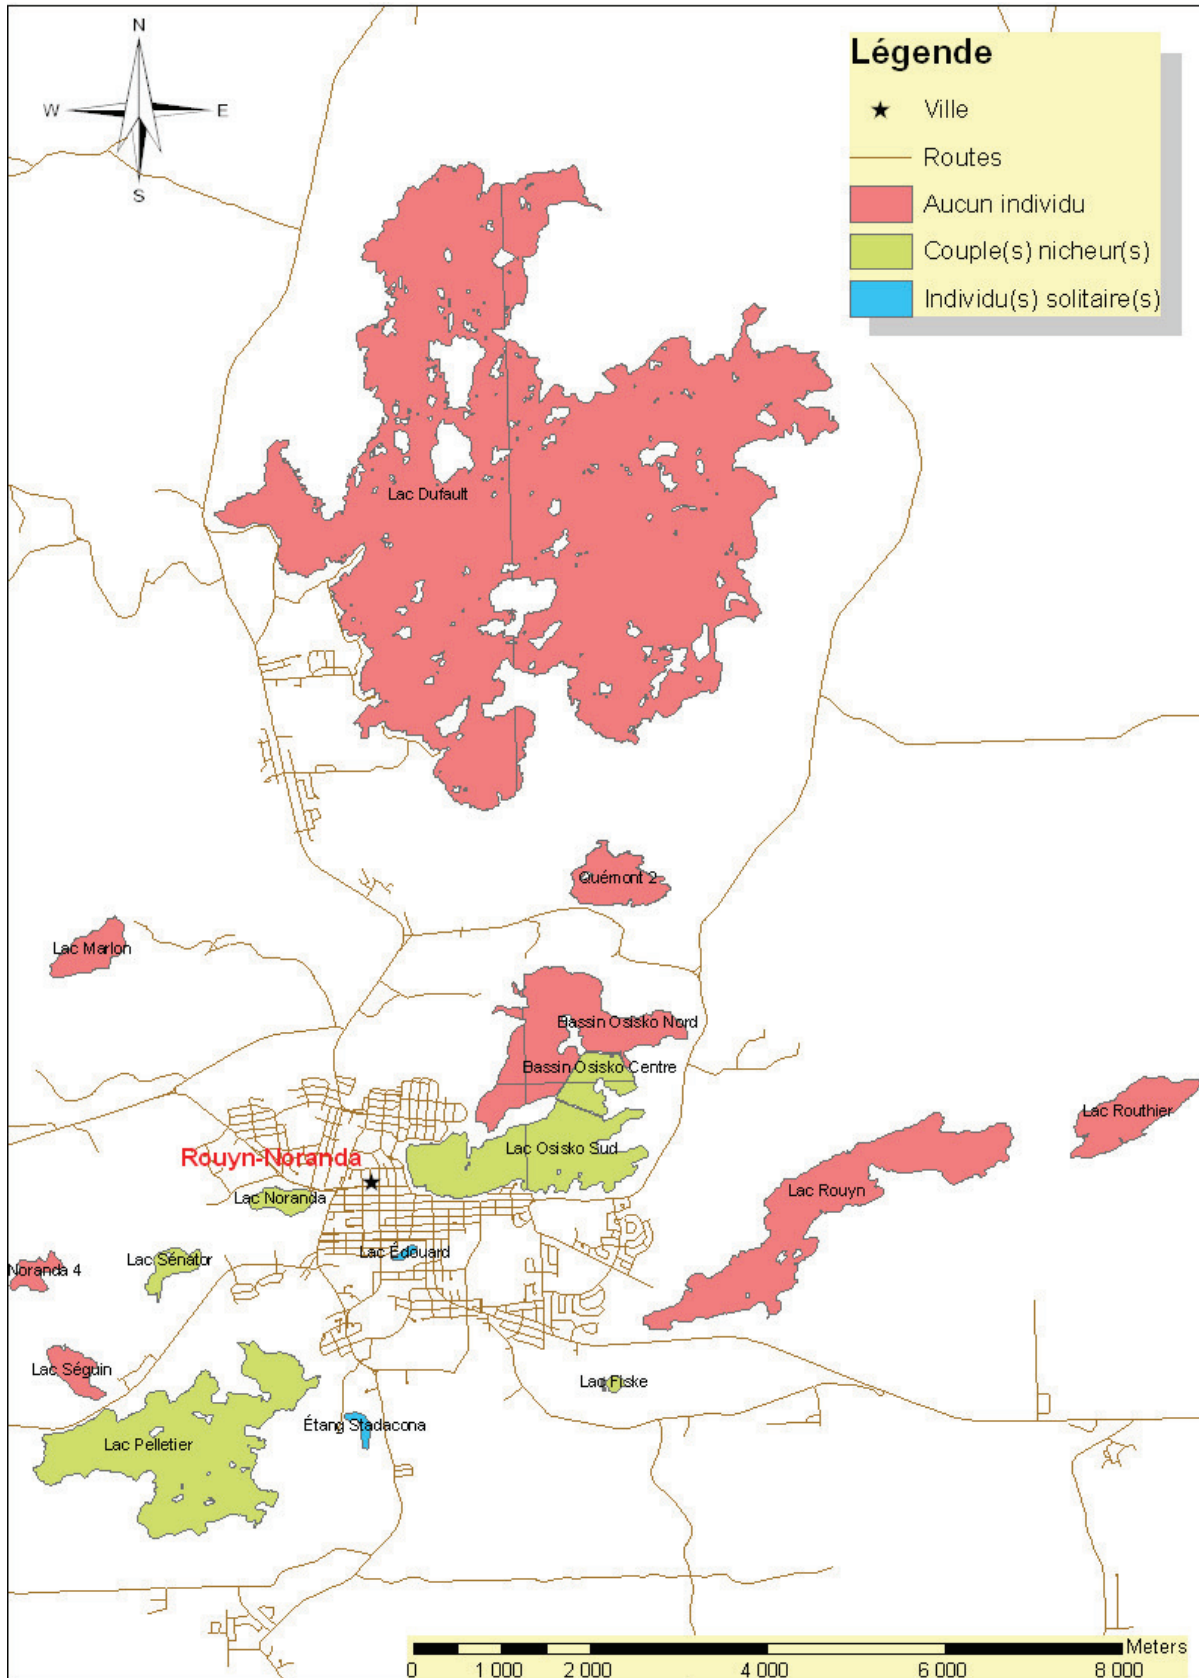 N
W E
S
Légende
Ville
Routes
Aucun individu
Couple(s) nicheur(s)
Individu(s) solitaire(s)
Lac Dufault
Quémont 2
Lac Marlon
Bassin Osisko Nord
Bassin Osisko Centre
Lac Routhier
Lac Osisko Sud
Rouyn-Noranda
Lac Rouyn
Lac Noranda
Lac Édouard
Lac Sénator
Noranda 4
Lac Séguin
Lac Fiske
Étang Stadacona
Lac Pelletier
Meters
0 1 000 2 000 4 000 6 000 8 000